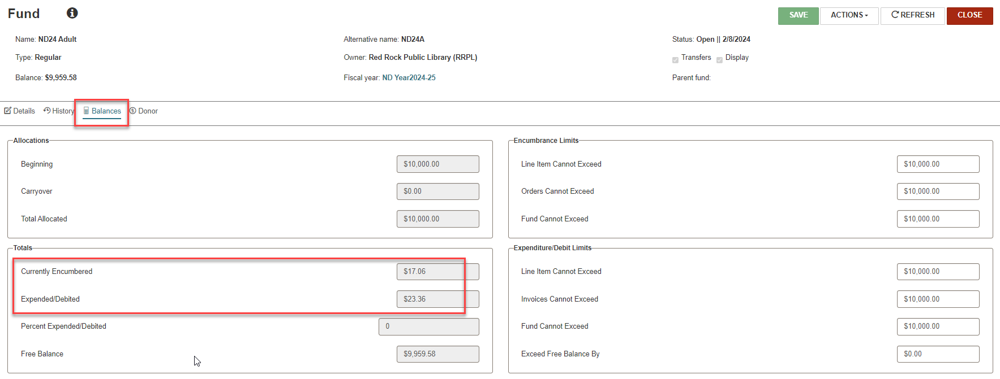 Fund
SAVE ACTIONS REFRESH CLOSE
Name: ND24 Adult Alternative name: ND24A Status: Open || 2/8/2024
Type: Regular Owner: Red Rock Public Library (RRPL) Transfers Display
Balance: $9,959.58 Fiscal year: ND Year2024-25 Parent fund:
Details History Balances Donor
Allocations
Beginning $10,000.00
Carryover $0.00
Total Allocated $10,000.00
Encumbrance Limits
Line Item Cannot Exceed $10,000.00
Orders Cannot Exceed $10,000.00
Fund Cannot Exceed $10,000.00
Totals
Currently Encumbered $17.06
Expended/Debited $23.36
Percent Expended/Debited 0
Free Balance $9,959.58
Expenditure/Debit Limits
Line Item Cannot Exceed $10,000.00
Invoices Cannot Exceed $10,000.00
Fund Cannot Exceed $10,000.00
Exceed Free Balance By $0.00